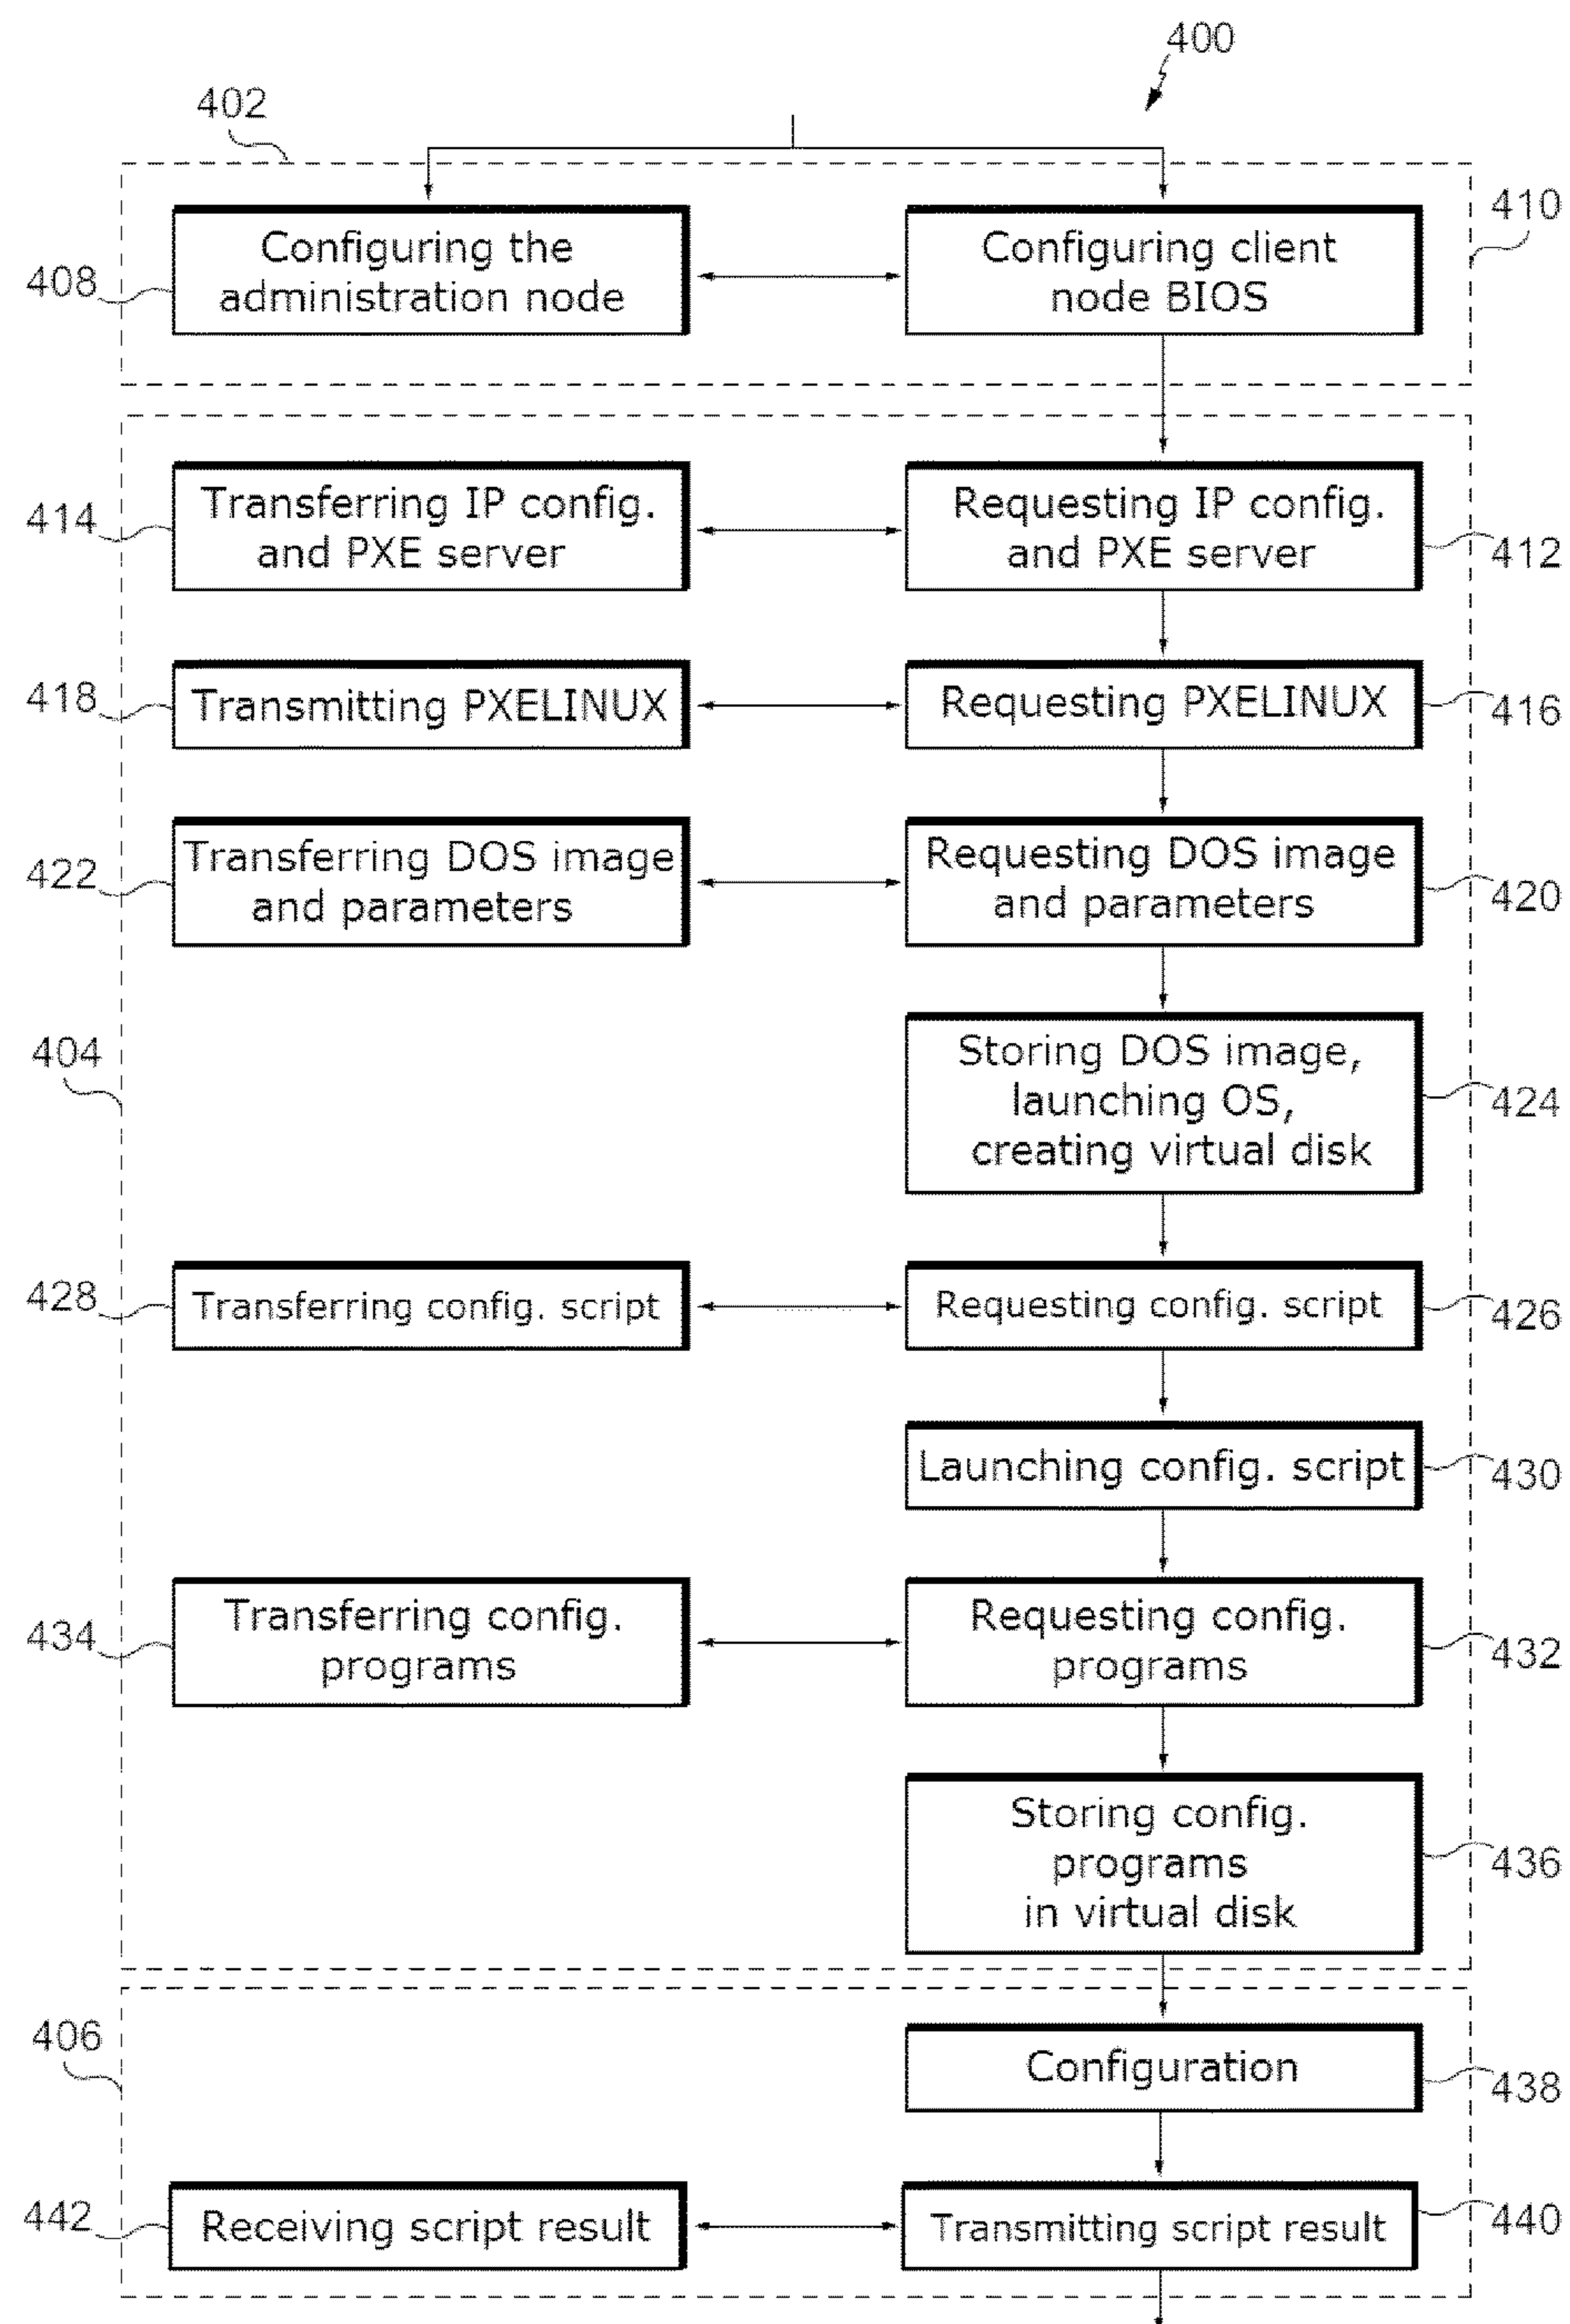 400
402
410
Configuring the
administration node
408
Configuring client
node BIOS
Transferring IP config.
and PXE server
414
Requesting IP config.
and PXE server
412
Transmitting PXELINUX
418
Requesting PXELINUX
416
Transferring DOS image
and parameters
422
Requesting DOS image
and parameters
420
404
Storing DOS image,
launching OS,
creating virtual disk
424
Transferring config. script
428
Requesting config. script
426
Launching config. script
430
Transferring config.
programs
434
Requesting config.
programs
432
Storing config.
programs
in virtual disk
436
406
Configuration
438
Receiving script result
442
Transmitting script result
440